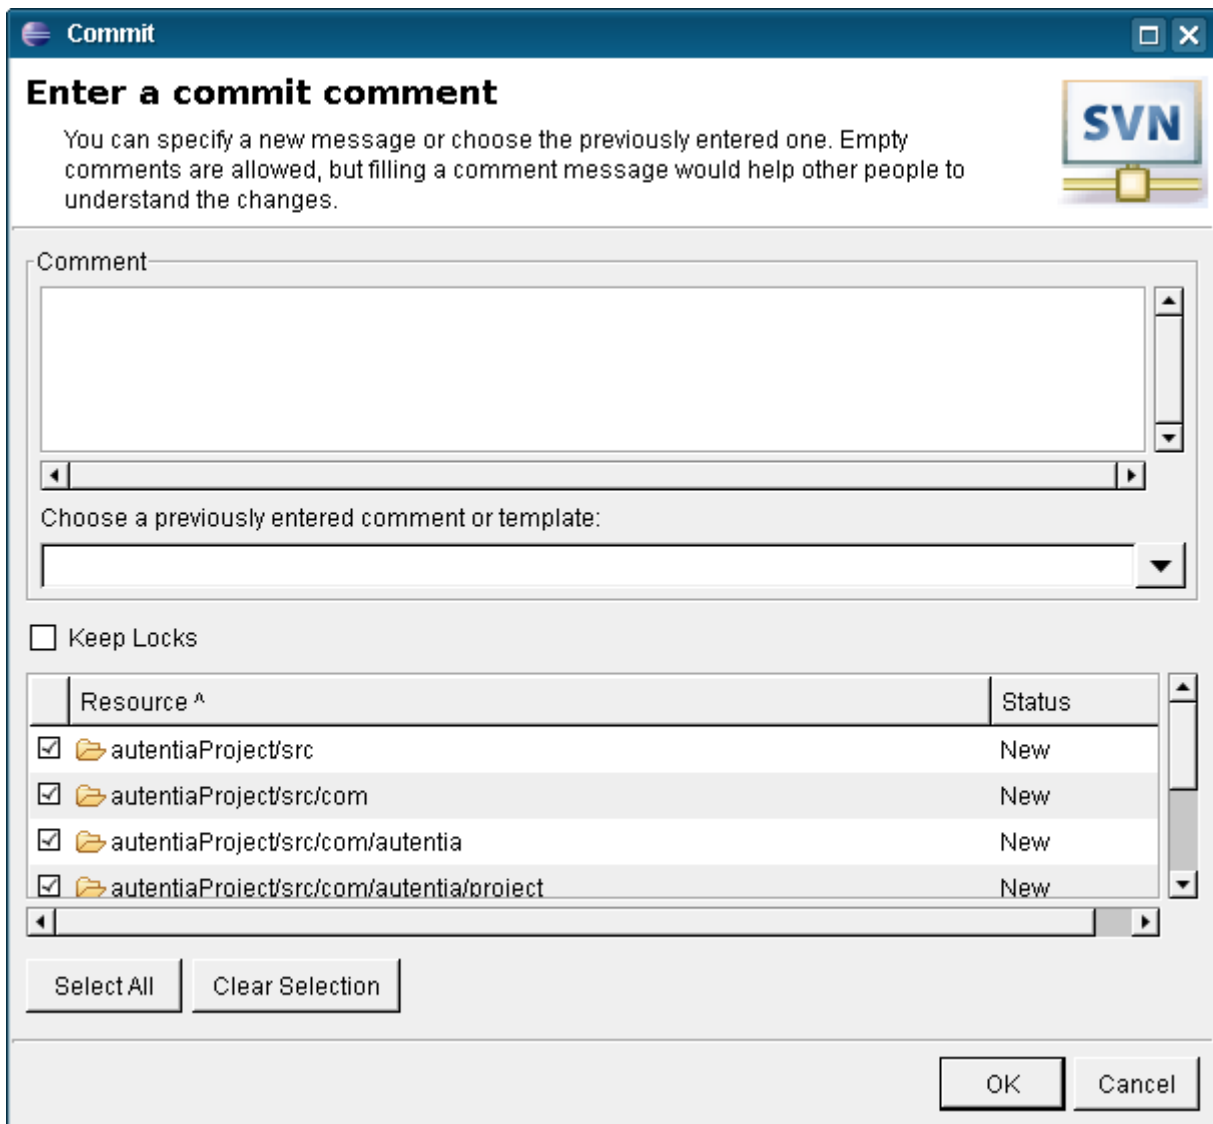 Commit
Enter a commit comment
SVN
You can specify a new message or choose the previously entered one. Empty
comments are allowed, but filling a comment message would help other people to
understand the changes.
Comment
Choose a previously entered comment or template:
Keep Locks
Resource ^ Status
autentiaProject/src New
autentiaProject/src/com New
autentiaProject/src/com/autentia New
autentiaProject/src/com/autentia/project New
Select All Clear Selection
OK Cancel